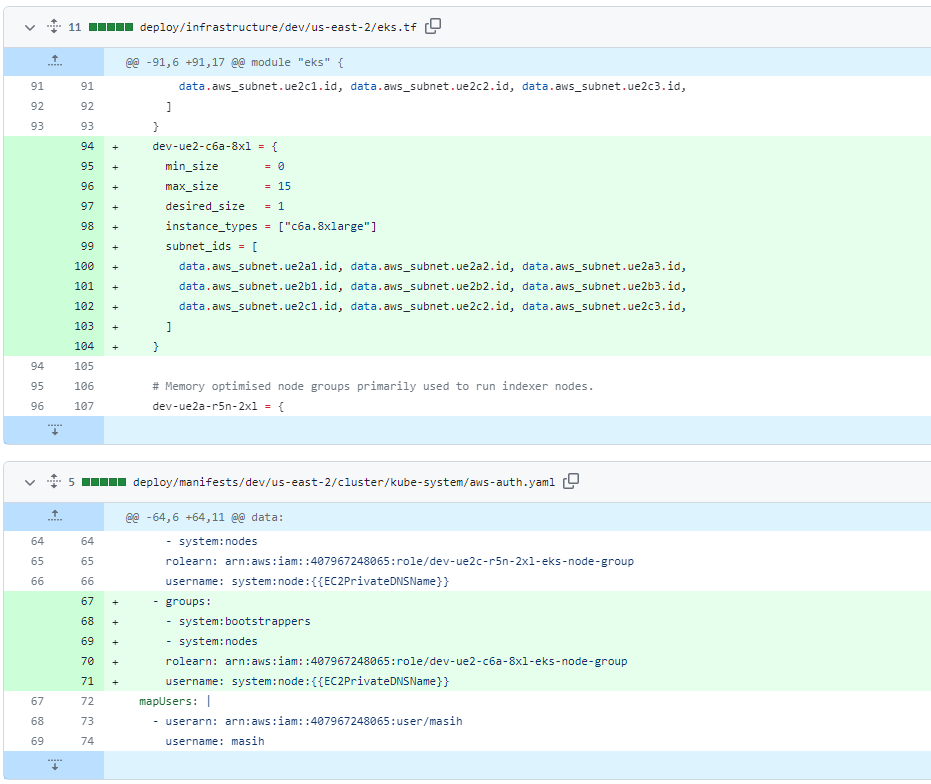 11 deploy/infrastructure/dev/us-east-2/eks.tf
@@ -91,6 +91,17 @@ module "eks" {
91 91 data.aws_subnet.ue2c1.id, data.aws_subnet.ue2c2.id, data.aws_subnet.ue2c3.id,
92 92 ]
93 93 }
94 + dev-ue2-c6a-8xl = {
95 + min_size = 0
96 + max_size = 15
97 + desired_size = 1
98 + instance_types = ["c6a.8xlarge"]
99 + subnet_ids = [
100 + data.aws_subnet.ue2a1.id, data.aws_subnet.ue2a2.id, data.aws_subnet.ue2a3.id,
101 + data.aws_subnet.ue2b1.id, data.aws_subnet.ue2b2.id, data.aws_subnet.ue2b3.id,
102 + data.aws_subnet.ue2c1.id, data.aws_subnet.ue2c2.id, data.aws_subnet.ue2c3.id,
103 + ]
104 + }
94 105
95 106 # Memory optimised node groups primarily used to run indexer nodes.
96 107 dev-ue2a-r5n-2xl = {
5 deploy/manifests/dev/us-east-2/cluster/kube-system/aws-auth.yaml
@@ -64,6 +64,11 @@ data:
64 64 - system:nodes
65 65 rolearn: arn:aws:iam::407967248065:role/dev-ue2c-r5n-2xl-eks-node-group
66 66 username: system:node:{{EC2PrivateDNSName}}
67 + - groups:
68 + - system:bootstrappers
69 + - system:nodes
70 + rolearn: arn:aws:iam::407967248065:role/dev-ue2-c6a-8xl-eks-node-group
71 + username: system:node:{{EC2PrivateDNSName}}
67 72 mapUsers: |
68 73 - userarn: arn:aws:iam::407967248065:user/masih
69 74 username: masih